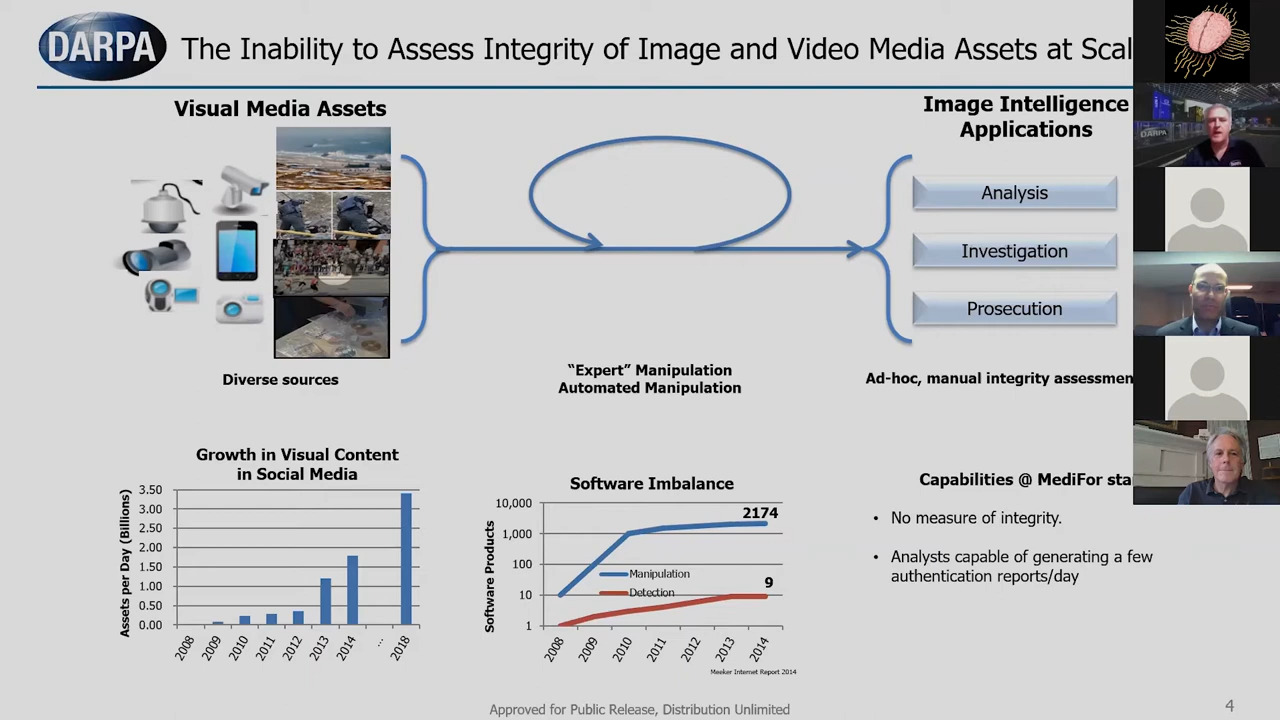 DARPA
The Inability to Assess Integrity of Image and Video Media Assets at Scal
Visual Media Assets
Image Intelligence
Applications
Analysis
Investigation
Prosecution
DARPA
Diverse sources
“Expert” Manipulation
Automated Manipulation
Ad-hoc, manual integrity assessmen
Growth in Visual Content
in Social Media
Assets per Day (Billions)
3.50
3.00
2.50
2.00
1.50
1.00
0.50
0.00
2008
2009
2010
2011
2012
2013
2014
...
2018
Software Imbalance
Software Products
10,000
1,000
100
10
1
2174
Manipulation
9
Detection
2008
2009
2010
2011
2012
2013
2014
Meeker Internet Report 2014
Capabilities @ MediFor sta
• No measure of integrity.
• Analysts capable of generating a few
authentication reports/day
Approved for Public Release, Distribution Unlimited
4